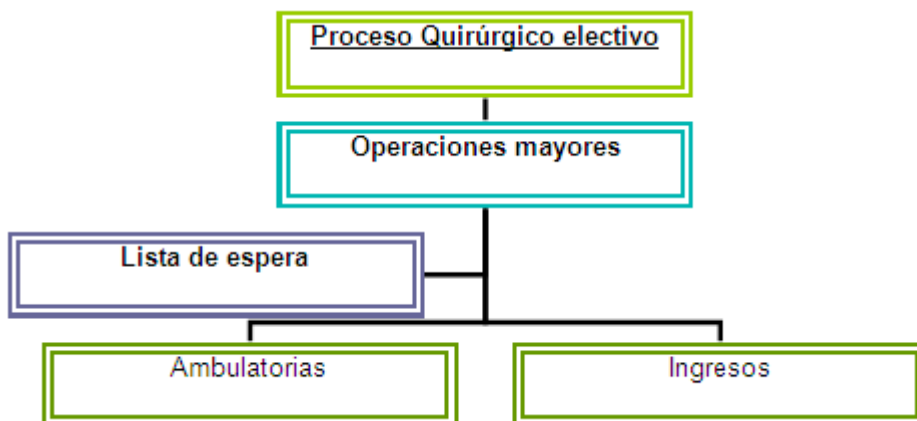 Proceso Quirúrgico electivo
Operaciones mayores
Lista de espera
Ambulatorias
Ingresos